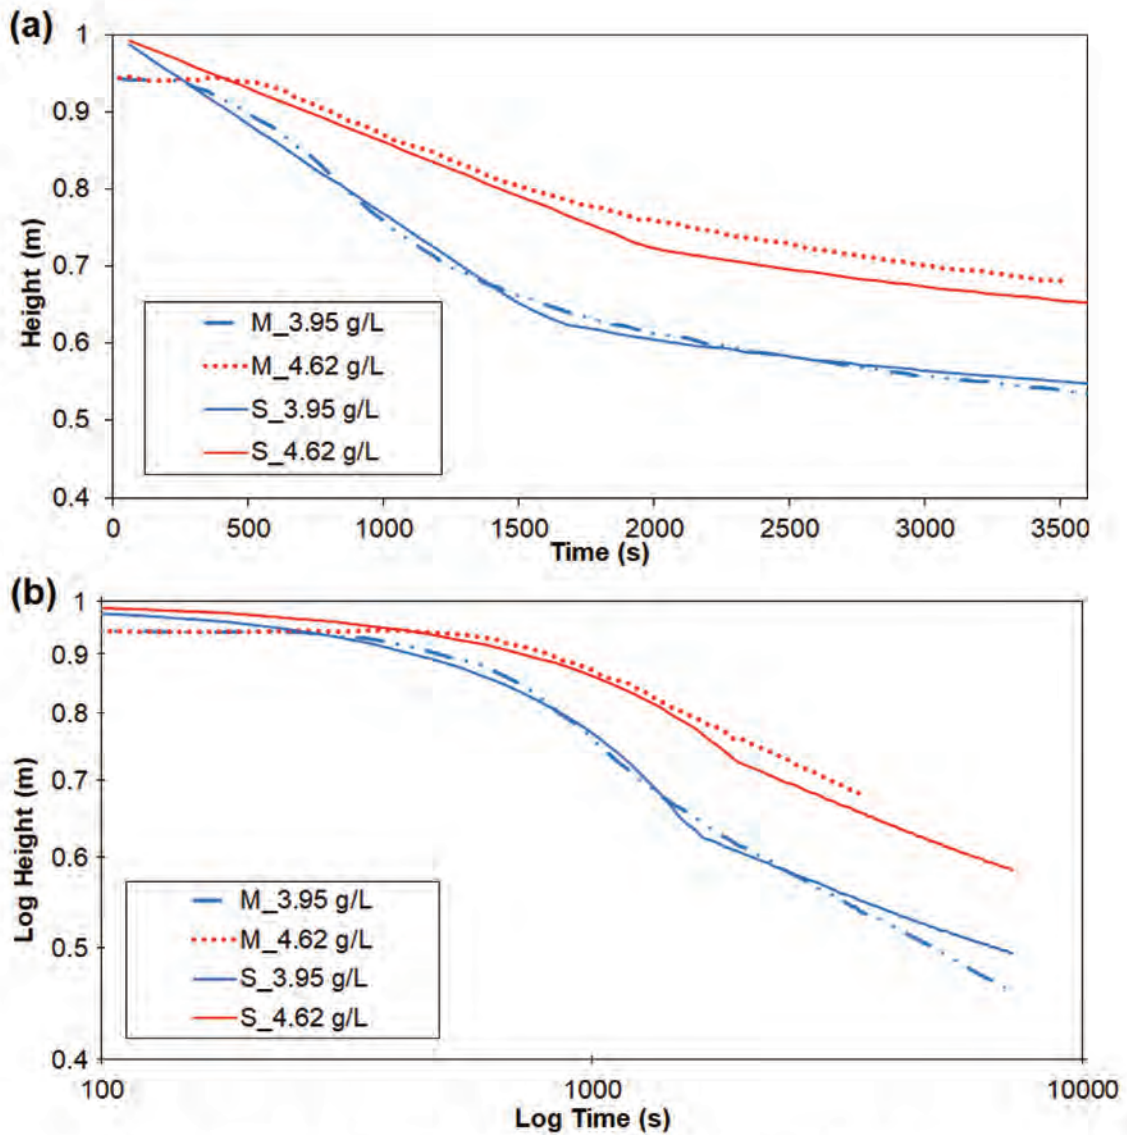 (a)
1
0.9
0.8
0.7
0.6
0.5
0.4
Height (m)
M_3.95 g/L
M_4.62 g/L
S_3.95 g/L
S_4.62 g/L
0 500 1000 1500 2000 2500 3000 3500
Time (s)
(b)
1
0.9
0.8
0.7
0.6
0.5
0.4
Log Height (m)
M_3.95 g/L
M_4.62 g/L
S_3.95 g/L
S_4.62 g/L
100 1000 10000
Log Time (s)